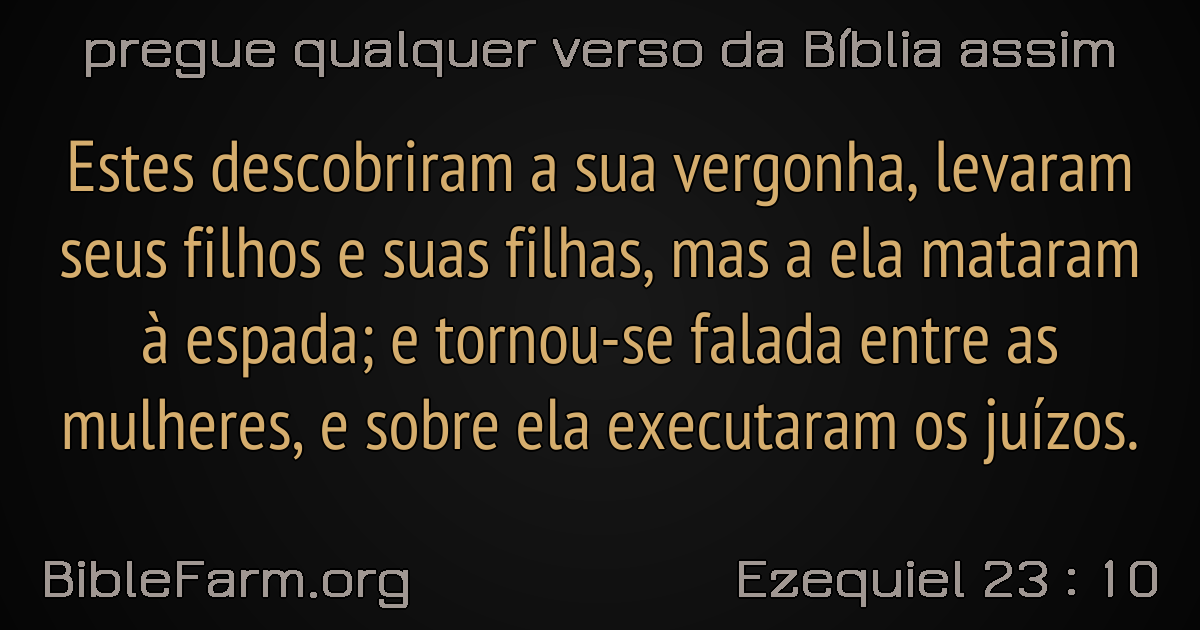 pregue qualquer verso da Bíblia assim
Estes descobriram a sua vergonha, levaram
seus filhos e suas filhas, mas a ela mataram
à espada; e tornou-se falada entre as
mulheres, e sobre ela executaram os juízos.
BibleFarm.org
Ezequiel 23 : 10